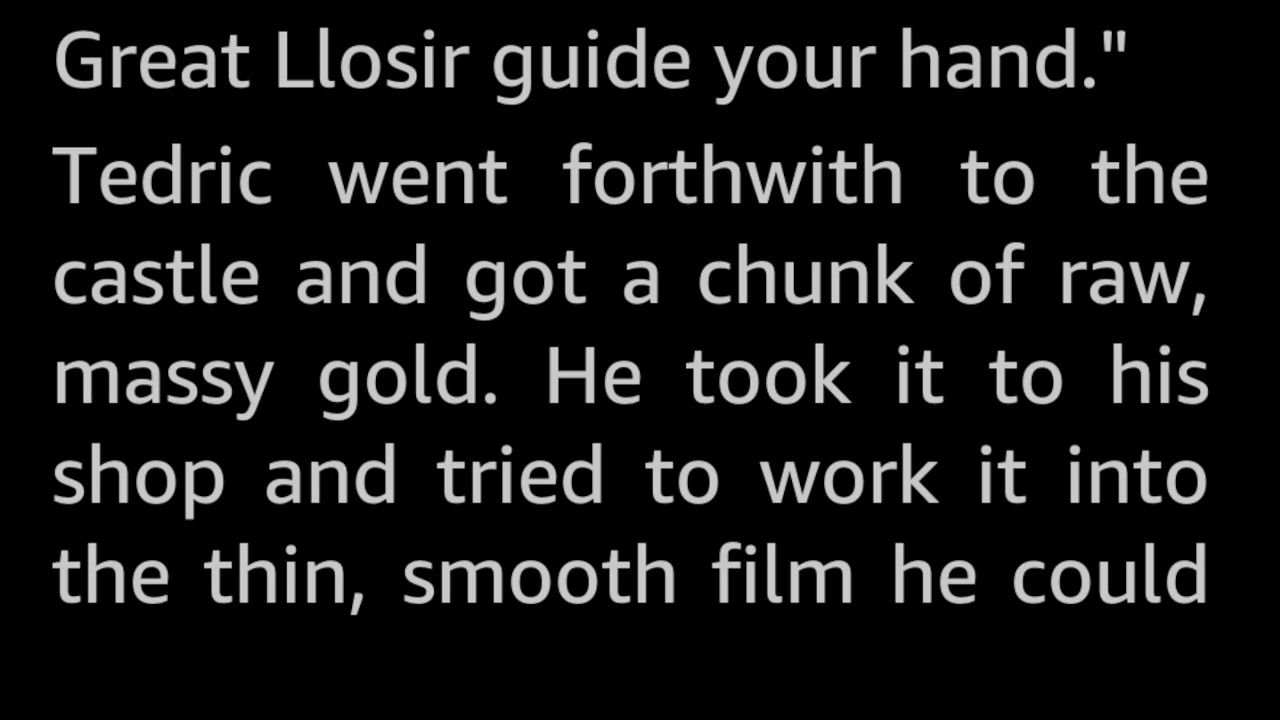 Great Llosir guide your hand."
Tedric went forthwith to the
castle and got a chunk of raw,
massy gold. He took it to his
shop and tried to work it into
the thin, smooth film he could